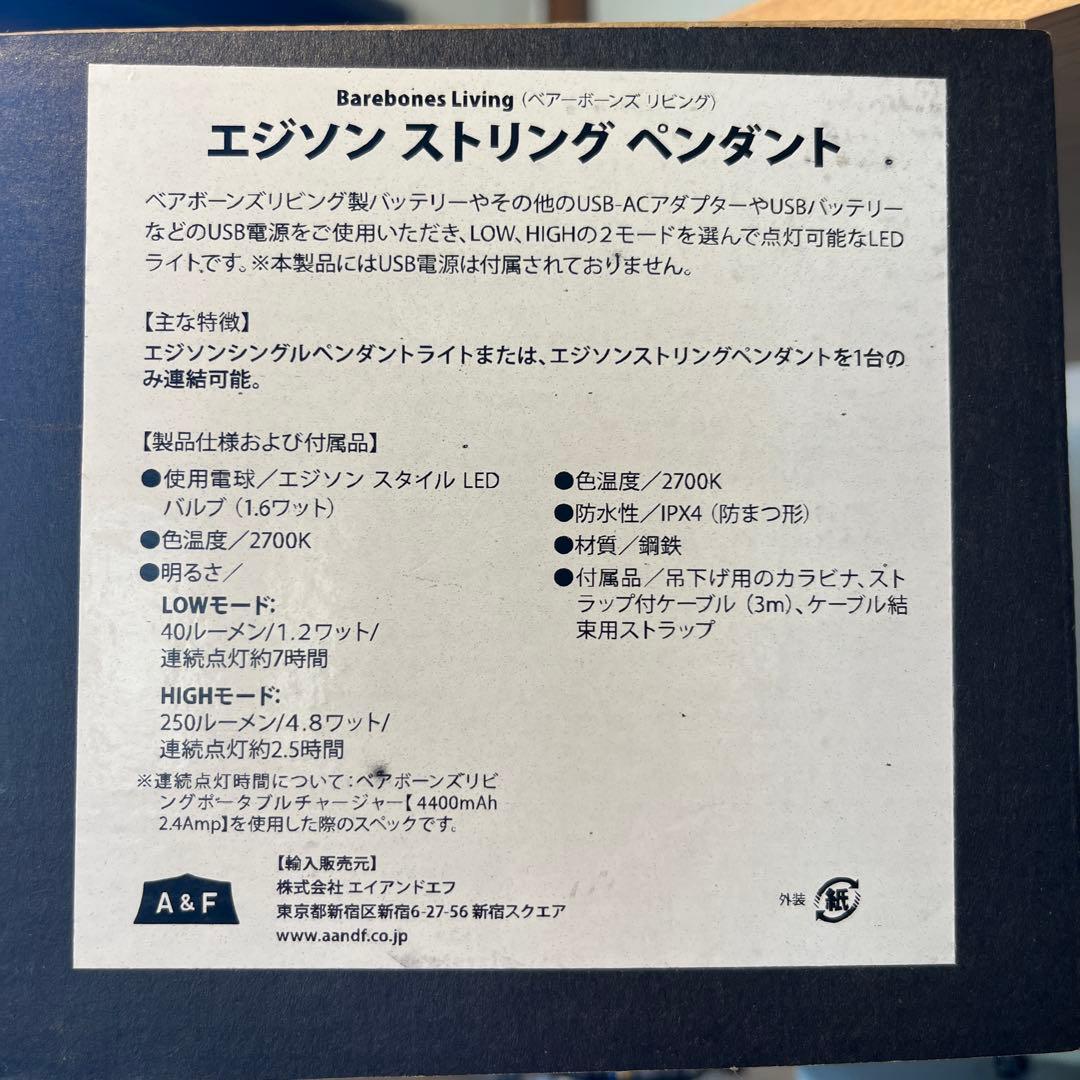 Barebones Living（ベアーボーンズ リビング）
エジソン ストリング ペンダント
ベアボーンズリビング製バッテリーやその他のUSB-ACアダプターやUSBバッテリー
などのUSB電源をご使用いただき、LOW、HIGHの2モードを選んで点灯可能なLED
ライトです。※本製品にはUSB電源は付属されておりません。
【主な特徴】
エジソンシングルペンダントライトまたは、エジソンストリングペンダントを1台の
み連結可能。
【製品仕様および付属品】
●使用電球／エジソン スタイル LED
バルブ（1.6ワット）
●色温度／2700K
●明るさ／
LOWモード:
40ルーメン/1.2ワット/
連続点灯約7時間
HIGHモード:
250ルーメン/4.8ワット/
連続点灯約2.5時間
※連続点灯時間について：ベアボーンズリビ
ングポータブルチャージャー【4400mAh
2.4Amp】を使用した際のスペックです。
●色温度／2700K
●防水性／IPX4（防まつ形）
●材質／鋼鉄
●付属品／吊下げ用のカラビナ、スト
ラップ付ケーブル（3m）、ケーブル結
束用ストラップ
A & F
【輸入販売元】
株式会社 エイアンドエフ
東京都新宿区新宿6-27-56 新宿スクエア
www.aandf.co.jp
外装 紙